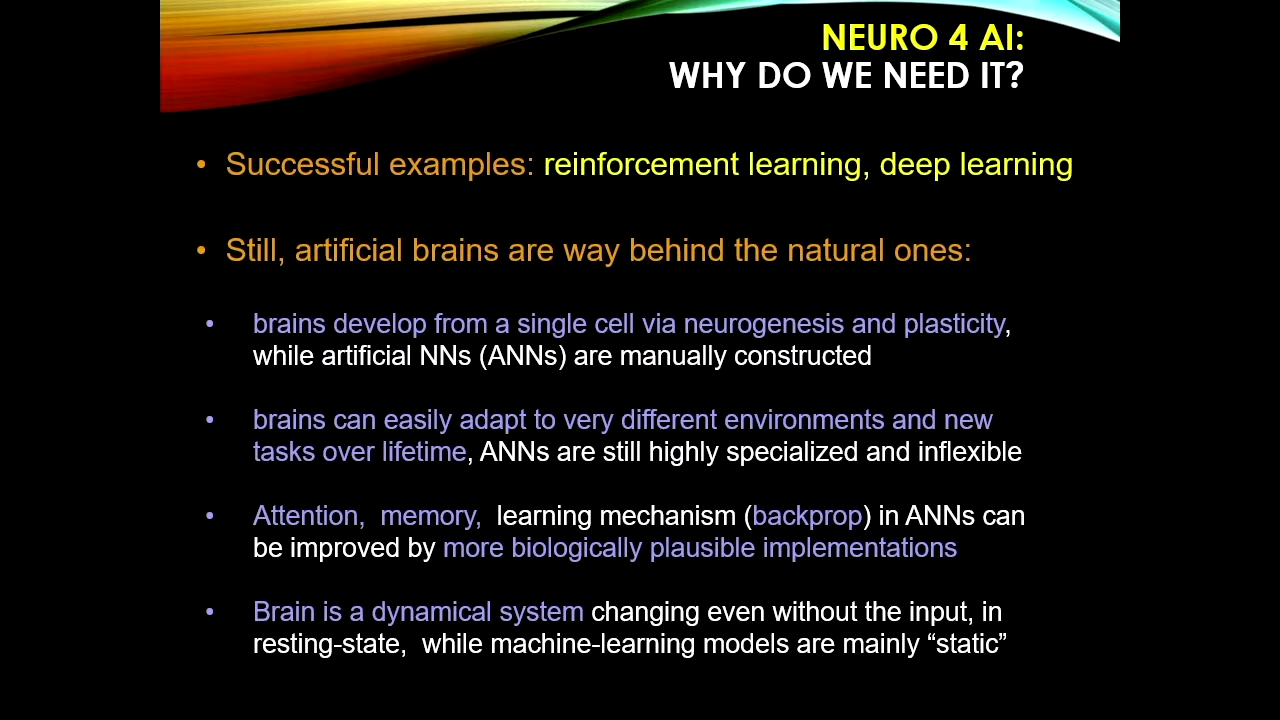 NEURO 4 AI:
WHY DO WE NEED IT?
• Successful examples: reinforcement learning, deep learning
• Still, artificial brains are way behind the natural ones:
• brains develop from a single cell via neurogenesis and plasticity,
while artificial NNs (ANNs) are manually constructed
• brains can easily adapt to very different environments and new
tasks over lifetime, ANNs are still highly specialized and inflexible
• Attention, memory, learning mechanism (backprop) in ANNs can
be improved by more biologically plausible implementations
• Brain is a dynamical system changing even without the input, in
resting-state, while machine-learning models are mainly “static”